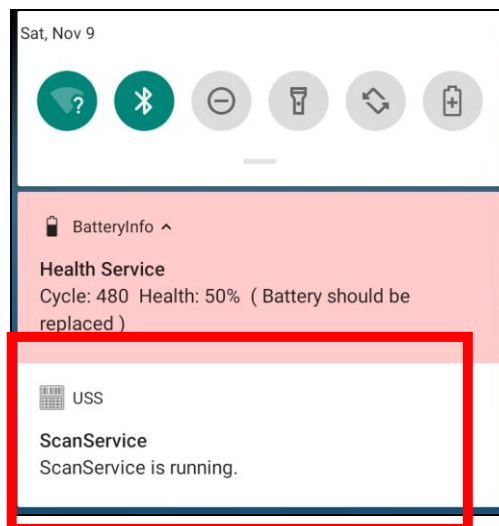 Sat, Nov 9
?
BatteryInfo
Health Service
Cycle: 480 Health: 50% ( Battery should be
replaced )
USS
ScanService
ScanService is running.